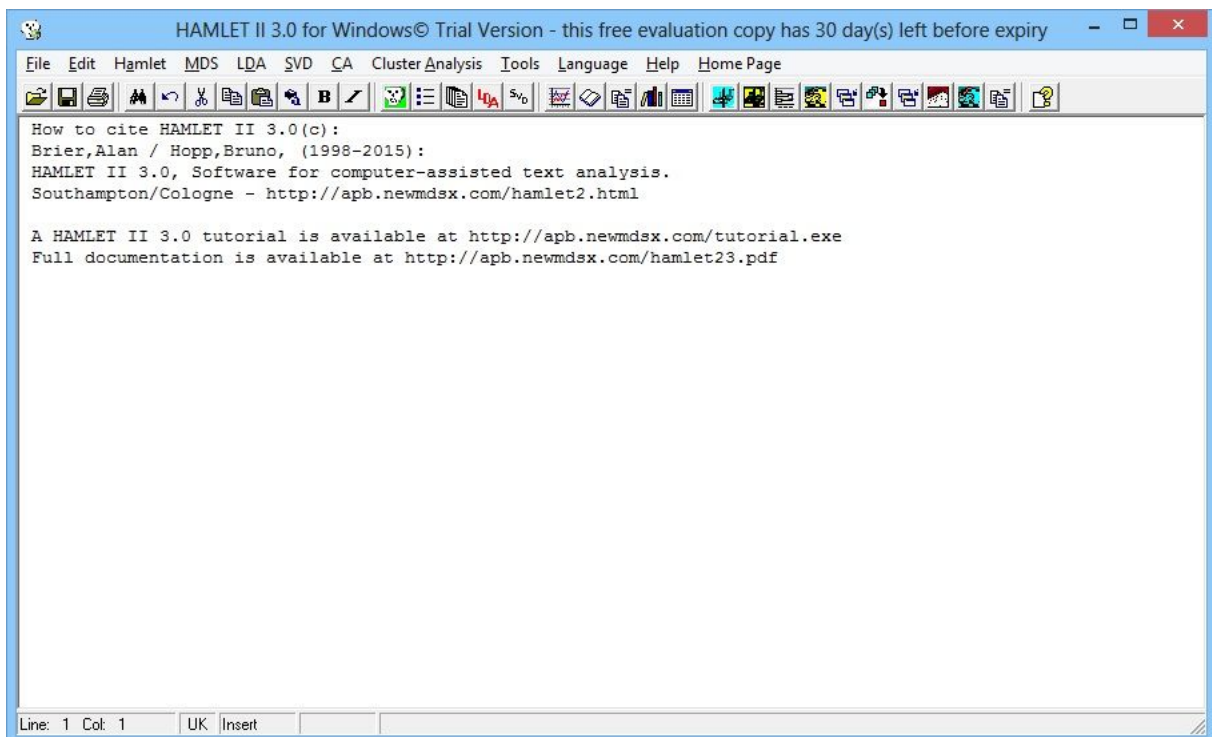 HAMLET II 3.0 for Windows© Trial Version - this free evaluation copy has 30 day(s) left before expiry
File Edit Hamlet MDS LDA SVD CA Cluster Analysis Tools Language Help Home Page
B I LDA SVD
How to cite HAMLET II 3.0(c):
Brier,Alan / Hopp,Bruno, (1998-2015):
HAMLET II 3.0, Software for computer-assisted text analysis.
Southampton/Cologne - http://apb.newmdsx.com/hamlet2.html
A HAMLET II 3.0 tutorial is available at http://apb.newmdsx.com/tutorial.exe
Full documentation is available at http://apb.newmdsx.com/hamlet23.pdf
Line: 1 Col: 1 UK Insert